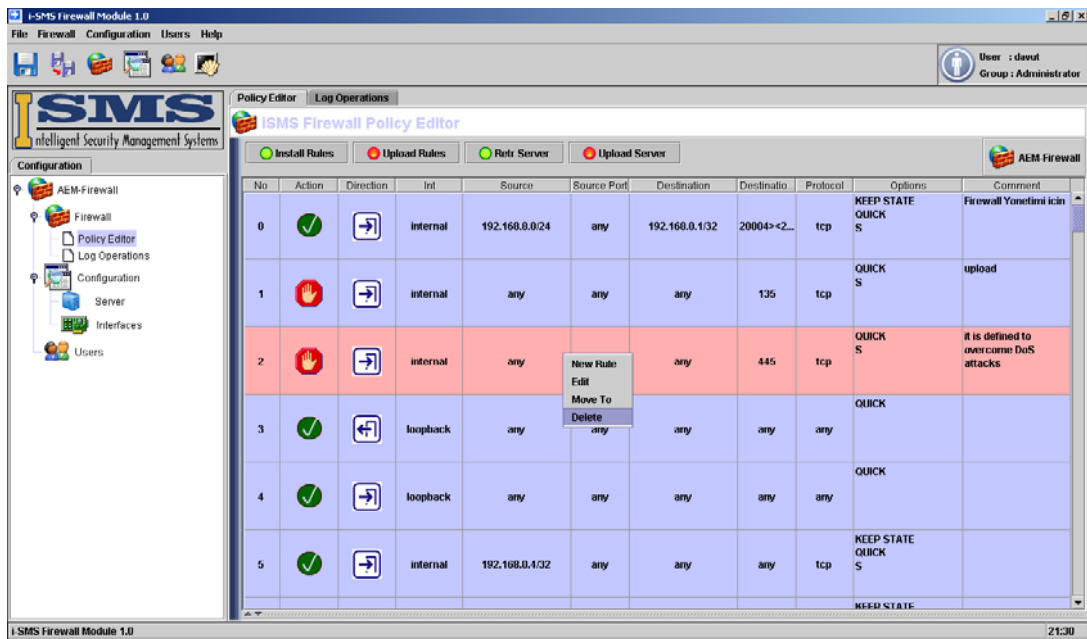 i-SMS Firewall Module 1.0
File Firewall Configuration Users Help
User : davut
Group : Administrator
ISMS
Intelligent Security Management Systems
Configuration
AEM-Firewall
Firewall
Policy Editor
Log Operations
Configuration
Server
Interfaces
Users
Policy Editor Log Operations
ISMS Firewall Policy Editor
Install Rules Upload Rules Retr Server Upload Server AEM-Firewall
No Action Direction Int Source Source Port Destination Destinatio... Protocol Options Comment
0 internal 192.168.0.0/24 any 192.168.0.1/32 20004><2... tcp KEEP STATE QUICK S Firewall Yonetimi icin
1 internal any any any 135 tcp QUICK S upload
2 internal any any 445 tcp QUICK S it is defined to overcome DoS attacks
New Rule
Edit
Move To
Delete
3 loopback any any any any any QUICK
4 loopback any any any any any QUICK
5 internal 192.168.0.4/32 any any any tcp KEEP STATE QUICK S
KEEP STATE
i-SMS Firewall Module 1.0 21:30